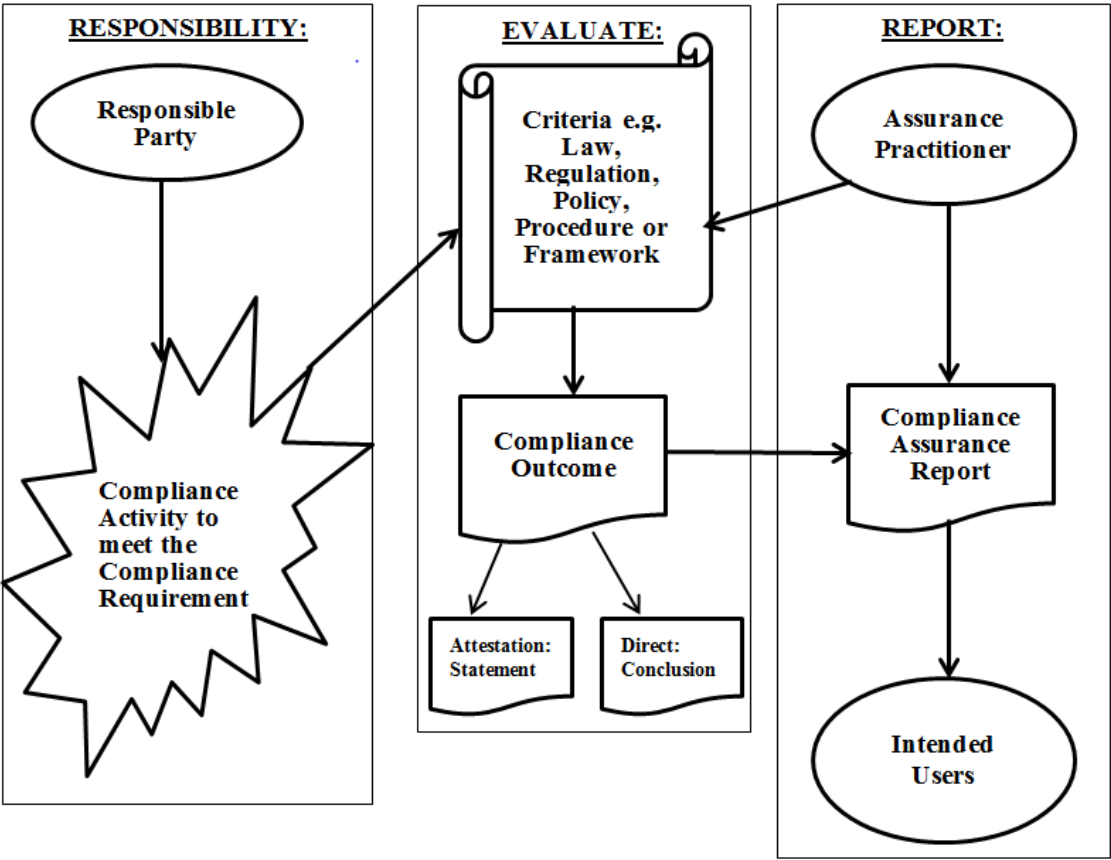 RESPONSIBILITY:
Responsible
Party
Compliance
Activity to
meet the
Compliance
Requirement
EVALUATE:
Criteria e.g.
Law,
Regulation,
Policy,
Procedure or
Framework
Compliance
Outcome
Attestation:
Statement
Direct:
Conclusion
REPORT:
Assurance
Practitioner
Compliance
Assurance
Report
Intended
Users